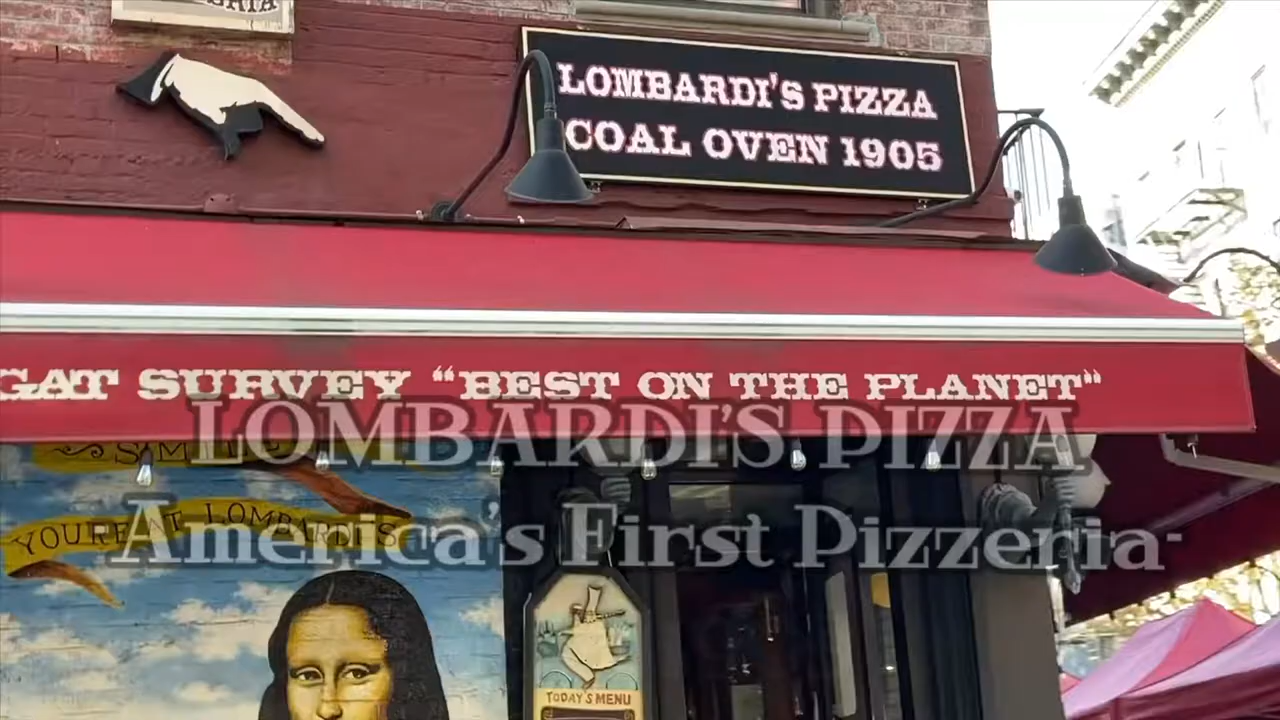 LOMBARDI'S PIZZA
COAL OVEN 1905
GAT SURVEY "BEST ON THE PLANET"
LOMBARDI'S PIZZA
America's First Pizzeria-
YOU'RE AT LOMBARDI'S
TODAY'S MENU